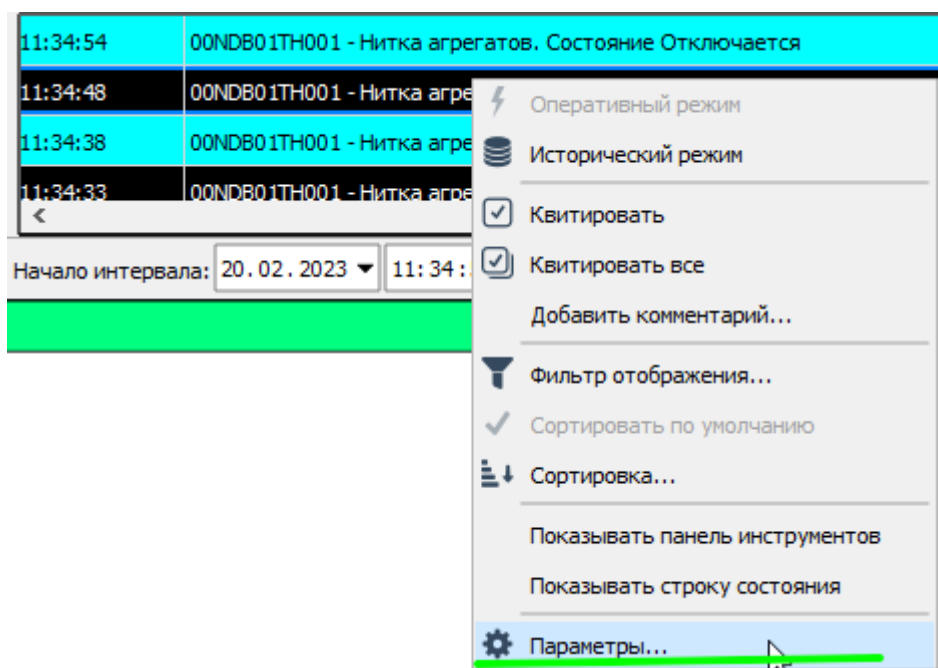 11:34:54 00NDB01TH001 - Нитка агрегатов. Состояние Отключается
11:34:48 00NDB01TH001 - Нитка агре
11:34:38 00NDB01TH001 - Нитка агре
11:34:33 00NDB01TH001 - Нитка агре
Начало интервала: 20.02.2023 11:34:
Оперативный режим
Исторический режим
Квитировать
Квитировать все
Добавить комментарий...
Фильтр отображения...
Сортировать по умолчанию
Сортировка...
Показывать панель инструментов
Показывать строку состояния
Параметры...